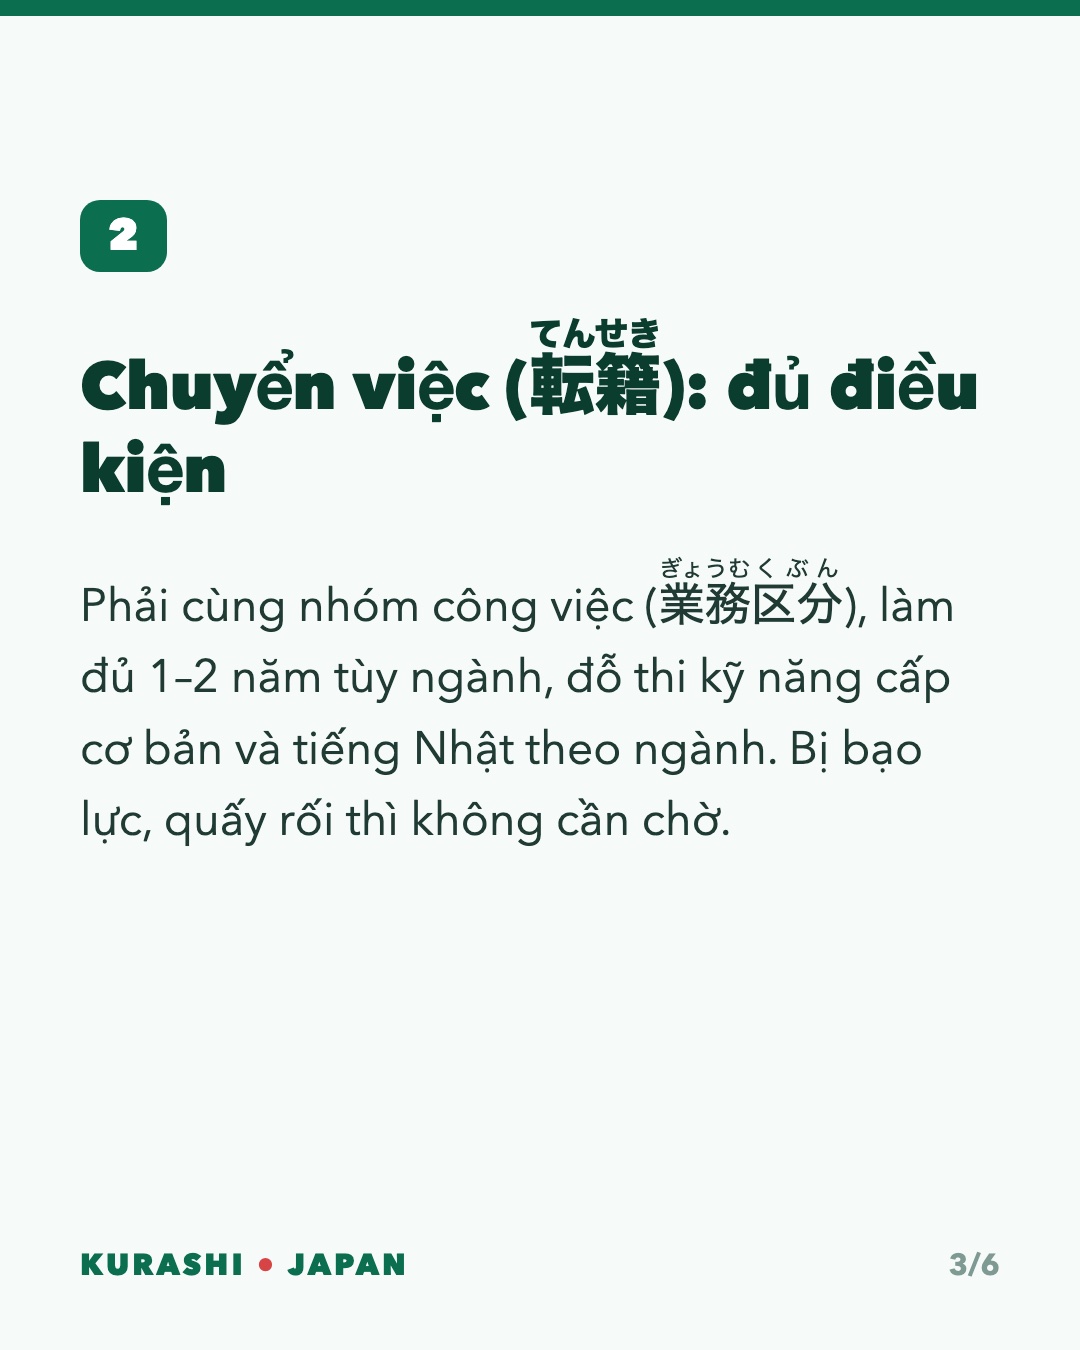 2
てんせき
Chuyển việc (転籍): đủ điều
kiện
ぎょうむくぶん
Phải cùng nhóm công việc (業務区分), làm
đủ 1–2 năm tùy ngành, đỗ thi kỹ năng cấp
cơ bản và tiếng Nhật theo ngành. Bị bạo
lực, quấy rối thì không cần chờ.
KURASHI • JAPAN
3/6